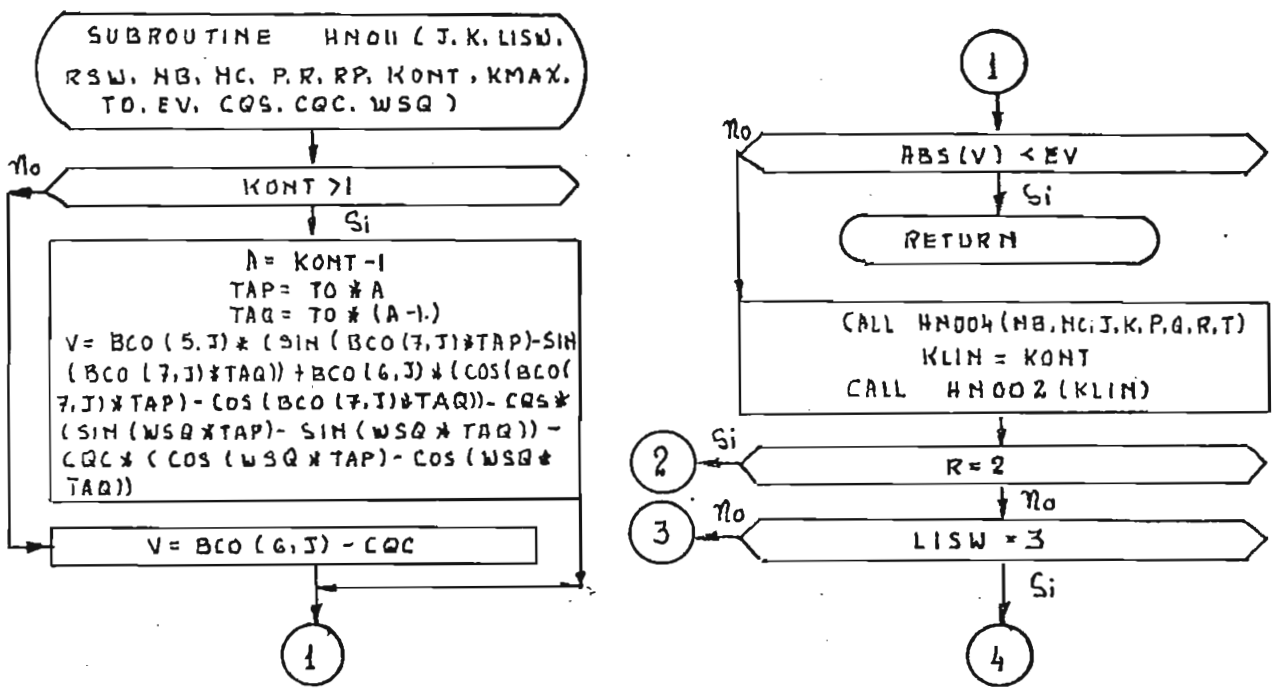 SUBROUTINE HN011 (J, K, LISW,
RSW, NB, NC, P, R, RP, KONT, KMAX,
TO, EV, CQS, CQC, WSQ)
No
KONT >1
Si
A= KONT-1
TAP= TO * A
TAQ= TO * (A-1.)
V= BCO (5,J) * (SIN (BCO (7,J)*TAP)-SIN
(BCO (7,J)*TAQ)) +BCO (6,J) * (COS(BCO(
7,J)*TAP)-COS (BCO (7,J)*TAQ))-CQS*
(SIN (WSQ*TAP)- SIN (WSQ * TAQ))-
CQC* (COS (WSQ * TAP)-COS (WSQ*
TAQ))
V= BCO (6,J) - CQC
1
1
No
ABS(V) < EV
Si
RETURN
CALL HN004 (NB, NC, J, K, P, Q, R, T)
KLIN = KONT
CALL HN002 (KLIN)
Si
2
R=2
No
No
3
LISW = 3
Si
4